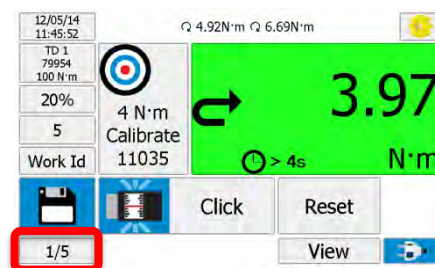 12/05/14
11:45:52
4.92N·m 6.69N·m
TD 1
79954
100 N·m
20%
5
Work Id
4 N·m
Calibrate
11035
3.97
> 4s
N·m
Click
Reset
1/5
View